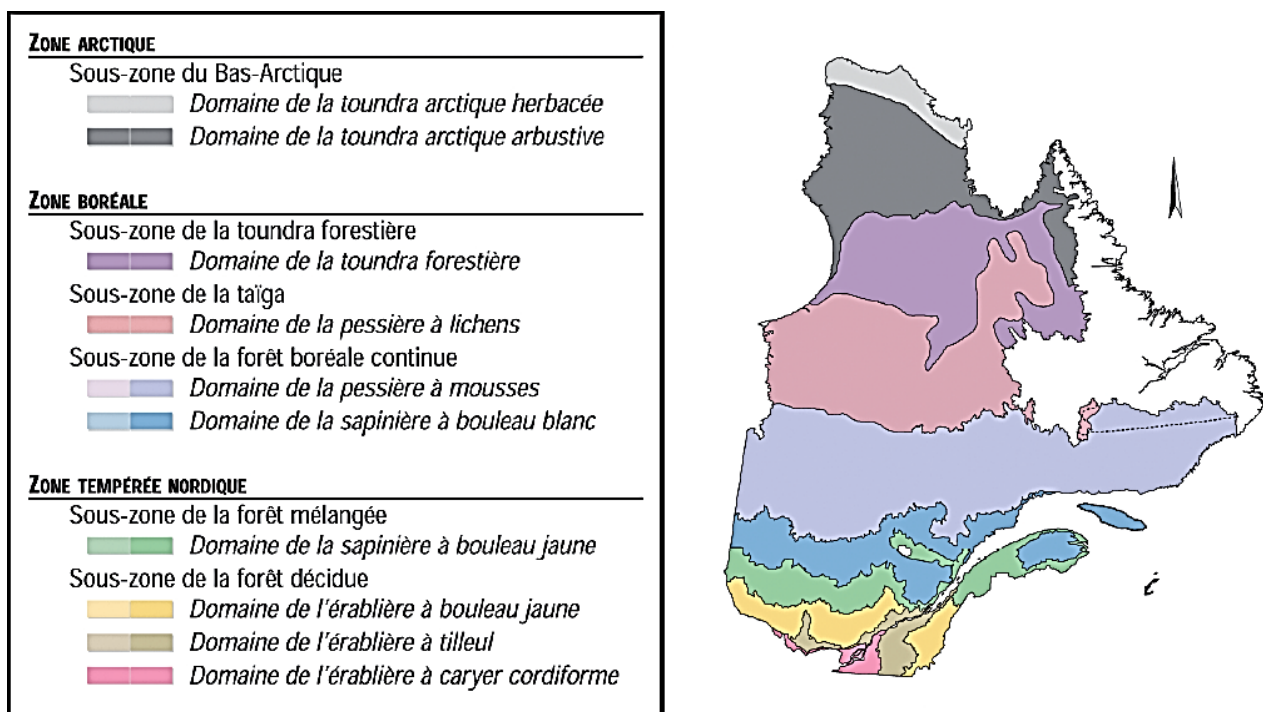 ZONE ARCTIQUE
Sous-zone du Bas-Arctique
Domaine de la toundra arctique herbacée
Domaine de la toundra arctique arbustive
ZONE BORÉALE
Sous-zone de la toundra forestière
Domaine de la toundra forestière
Sous-zone de la taïga
Domaine de la pessière à lichens
Sous-zone de la forêt boréale continue
Domaine de la pessière à mousses
Domaine de la sapinière à bouleau blanc
ZONE TEMPÉRÉE NORDIQUE
Sous-zone de la forêt mélangée
Domaine de la sapinière à bouleau jaune
Sous-zone de la forêt décidue
Domaine de l'érablière à bouleau jaune
Domaine de l'érablière à tilleul
Domaine de l'érablière à caryer cordiforme